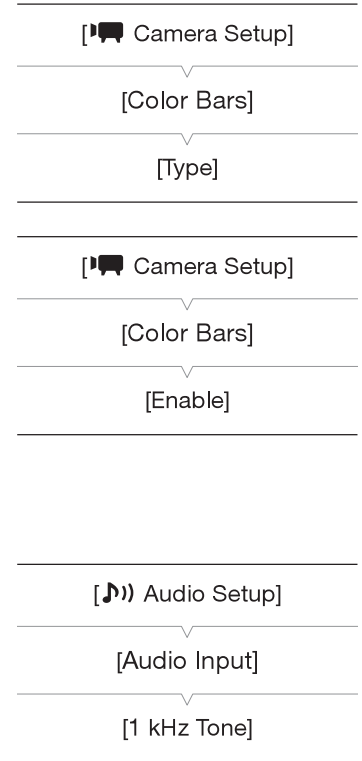 [ Camera Setup]
[Color Bars]
[Type]
[ Camera Setup]
[Color Bars]
[Enable]
[ Audio Setup]
[Audio Input]
[1 kHz Tone]